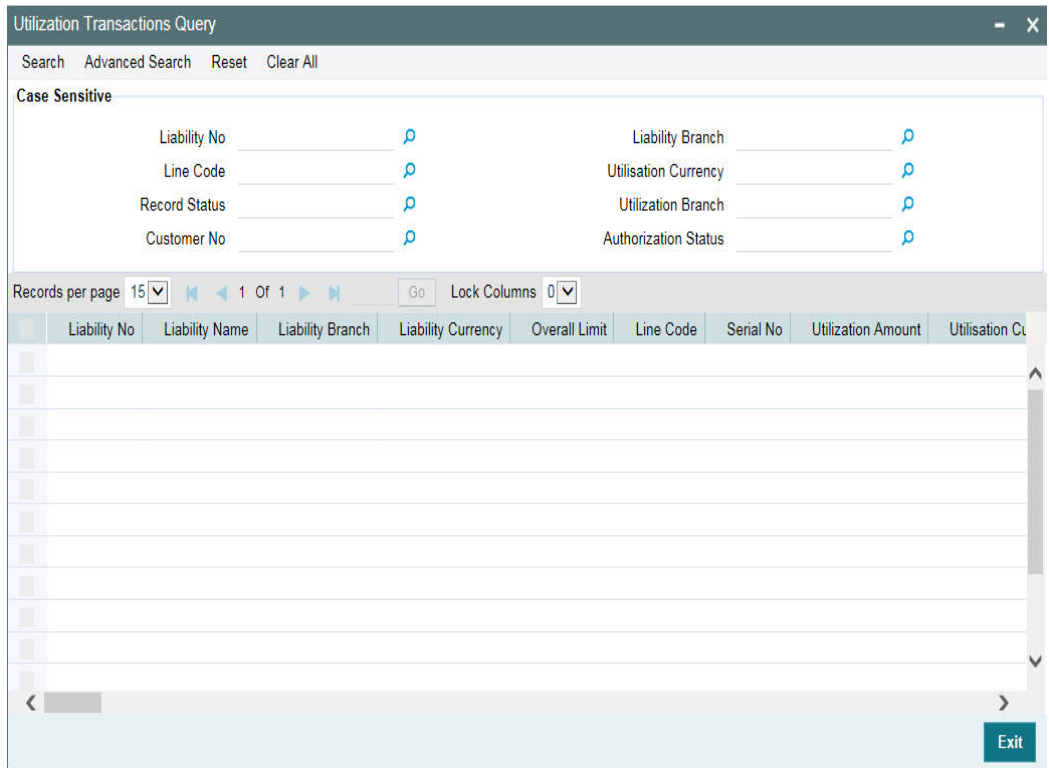 Utilization Transactions Query
Search Advanced Search Reset Clear All
Case Sensitive
Liability No Liability Branch
Line Code Utilisation Currency
Record Status Utilization Branch
Customer No Authorization Status
Records per page 15 1 Of 1 Go Lock Columns 0
Liability No Liability Name Liability Branch Liability Currency Overall Limit Line Code Serial No Utilization Amount Utilisation
Exit